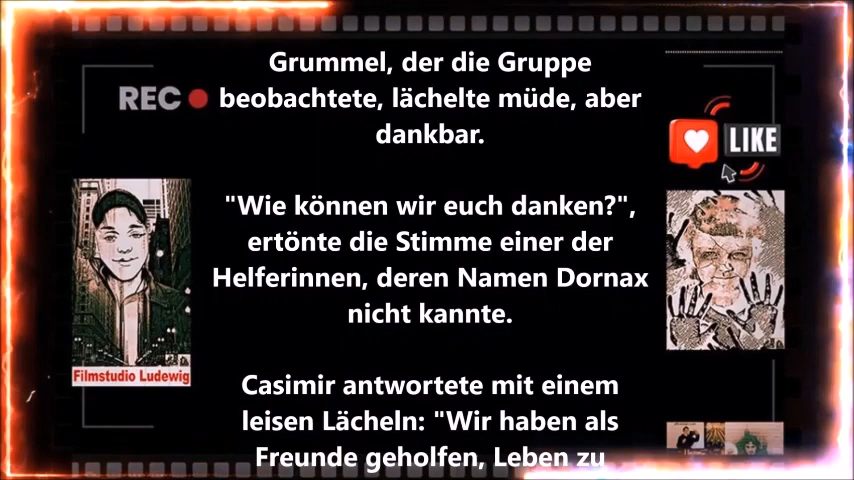 Grummel, der die Gruppe
REC
beobachtete, lächelte müde, aber
dankbar.
LIKE
"Wie können wir euch danken?",
ertönte die Stimme einer der
Helferinnen, deren Namen Dornax
nicht kannte.
Filmstudio Ludewig
Casimir antwortete mit einem
leisen Lächeln: "Wir haben als
Freunde geholfen, Leben zu